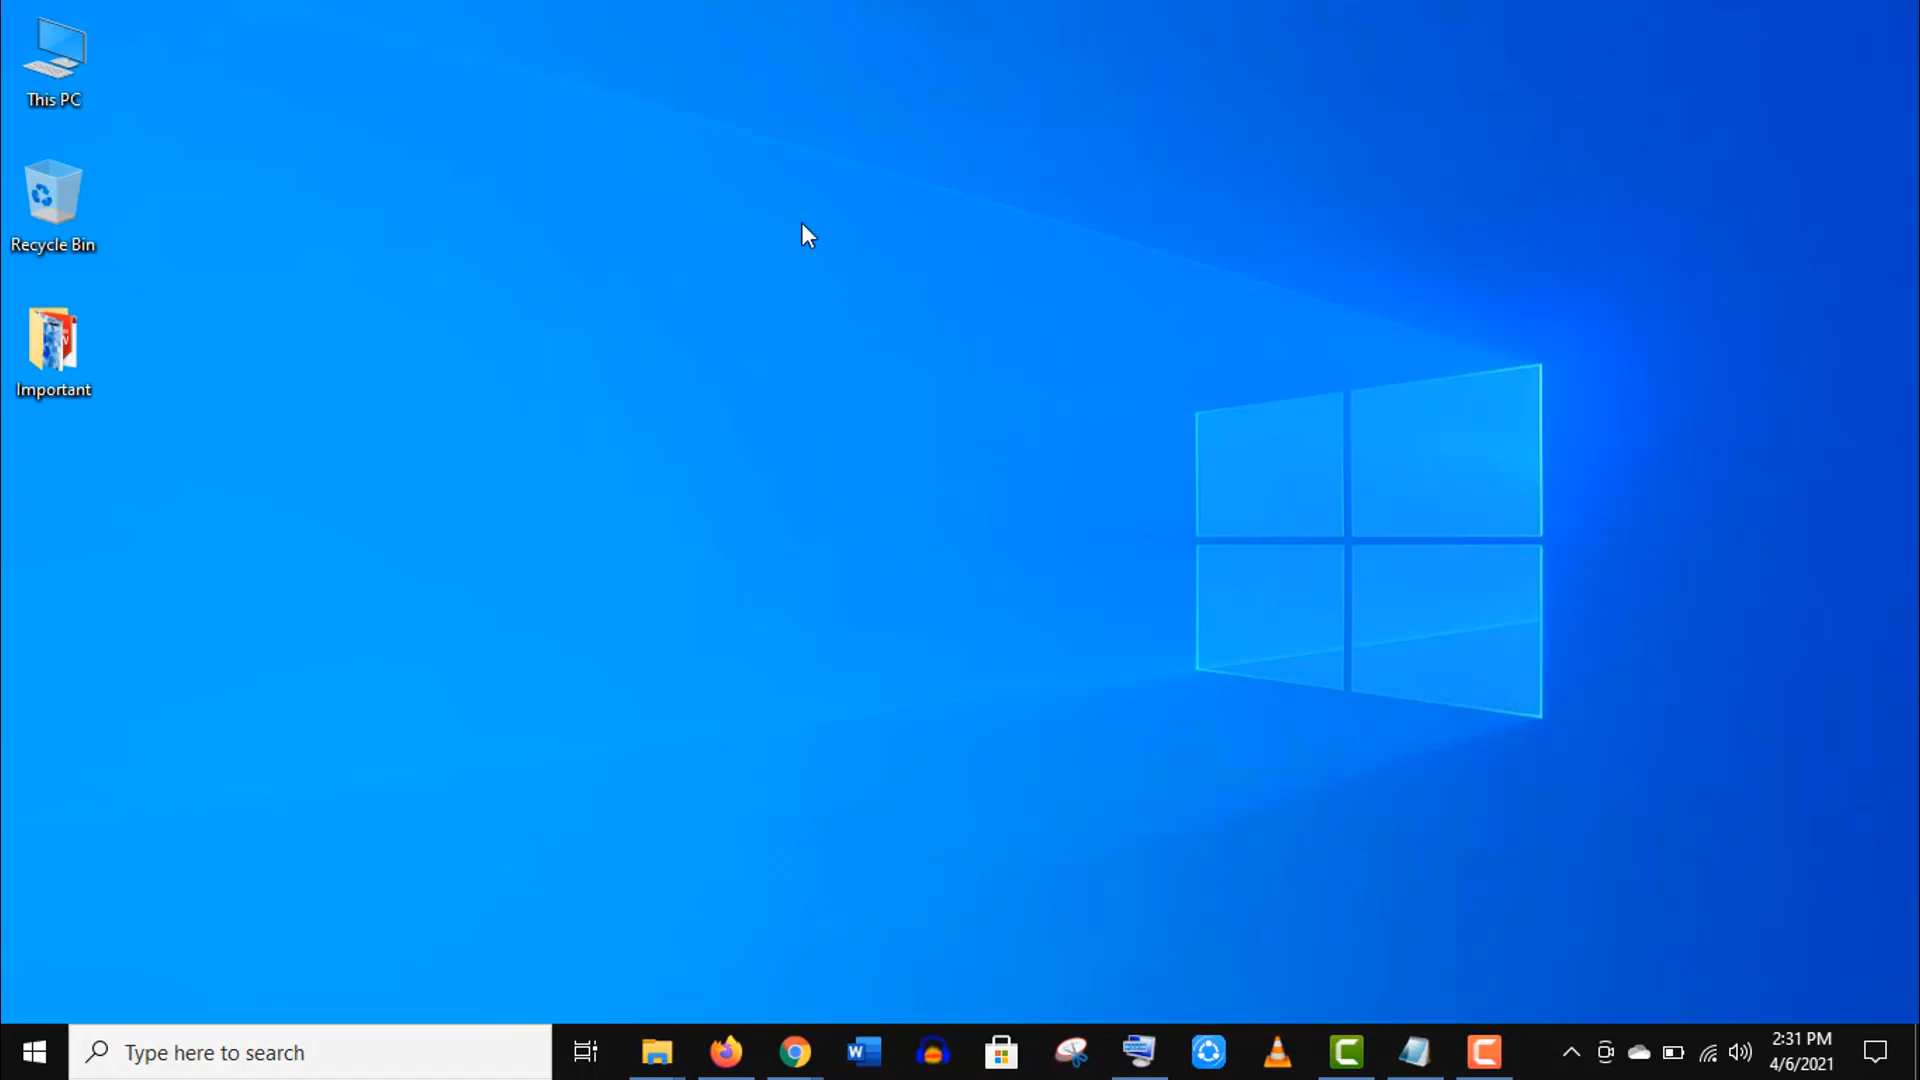 This PC
Recycle Bin
Important
Type here to search
2:31 PM
4/6/2021